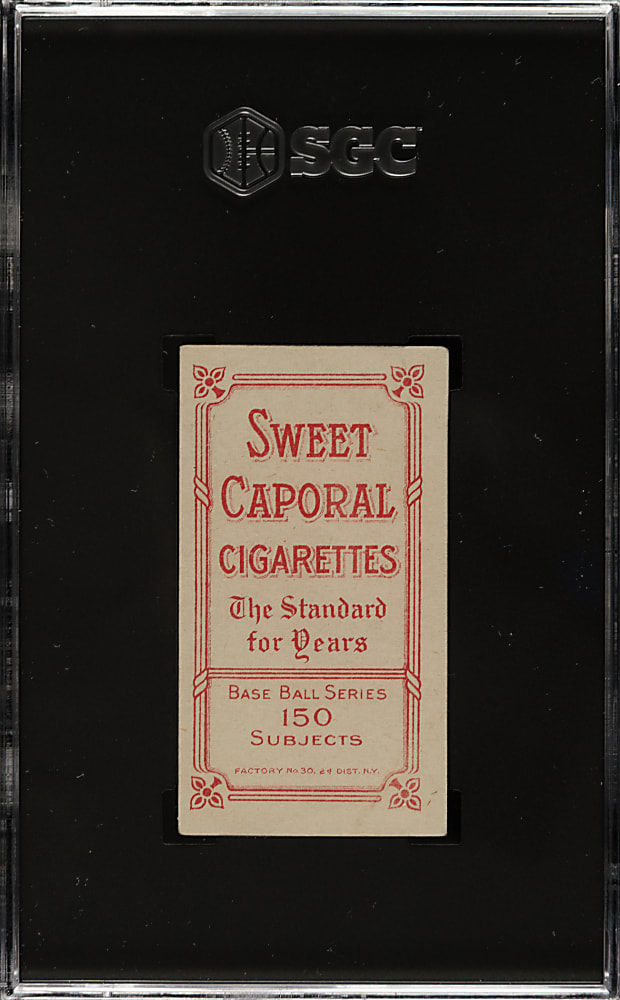 SGC
SWEET
CAPORAL
CIGARETTES
The Standard
for Years
BASE BALL SERIES
150
SUBJECTS
FACTORY No. 30, 2d DIST. N.Y.